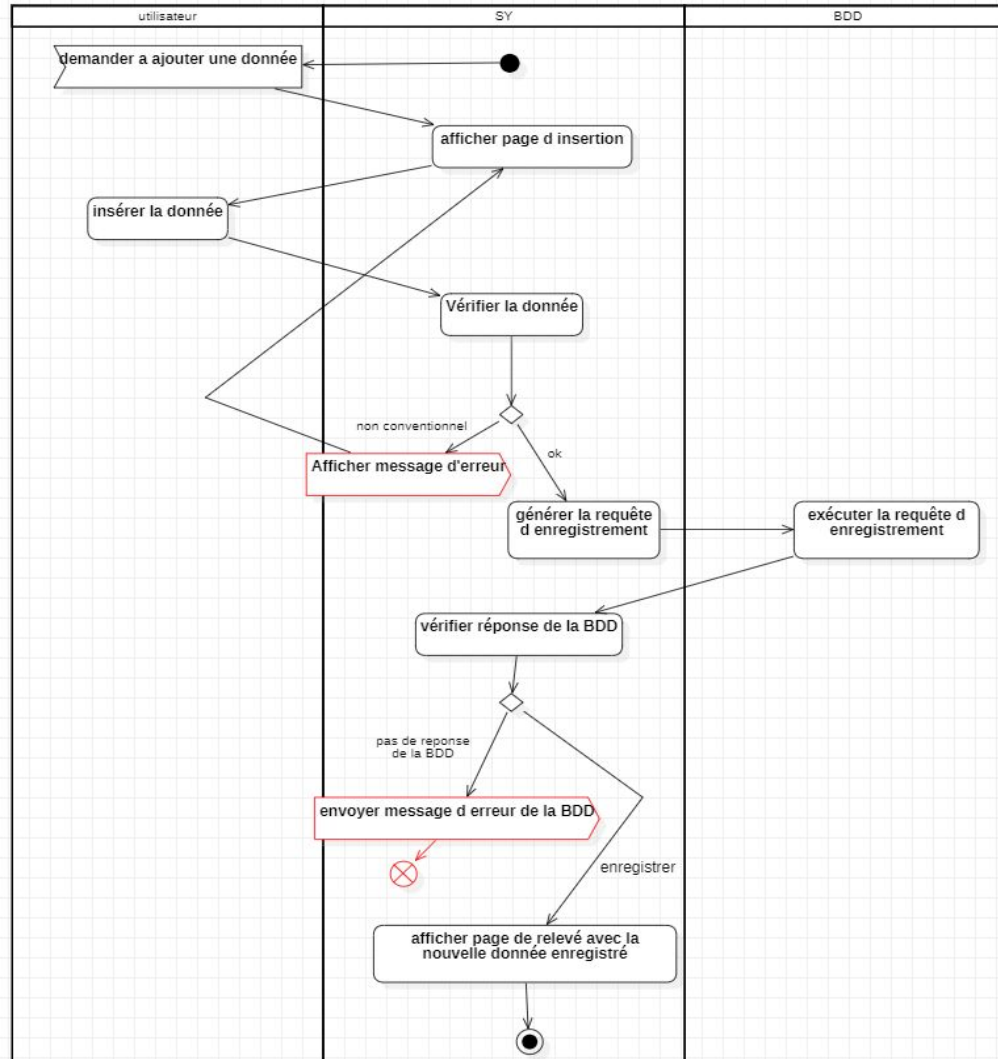 utilisateur
SY
BDD
demander a ajouter une donnée
afficher page d insertion
insérer la donnée
Vérifier la donnée
non conventionnel
ok
Afficher message d'erreur
générer la requête
d enregistrement
exécuter la requête d
enregistrement
vérifier réponse de la BDD
pas de reponse
de la BDD
envoyer message d erreur de la BDD
enregistrer
afficher page de relevé avec la
nouvelle donnée enregistré